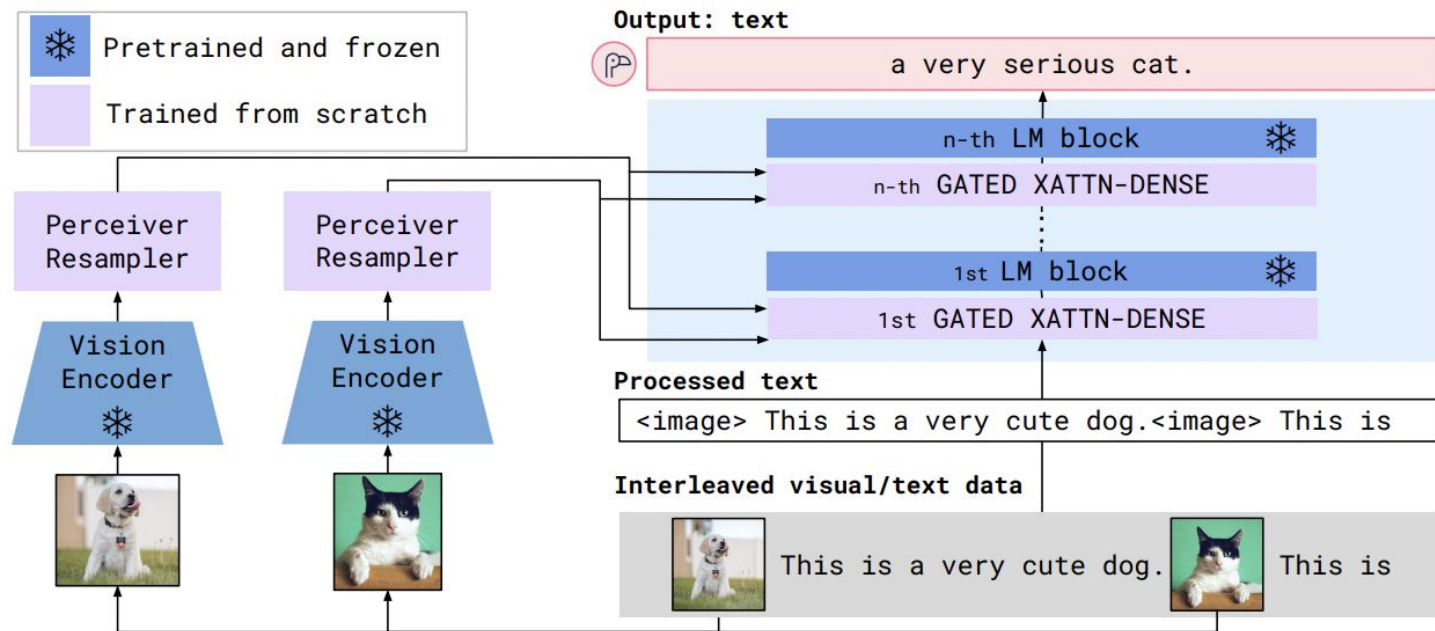 Pretrained and frozen
Trained from scratch
Output: text
a very serious cat.
n-th LM block
n-th GATED XATTN-DENSE
1st LM block
1st GATED XATTN-DENSE
Perceiver
Resampler
Perceiver
Resampler
Vision
Encoder
Vision
Encoder
Processed text
<image> This is a very cute dog.<image> This is
Interleaved visual/text data
This is a very cute dog.
This is